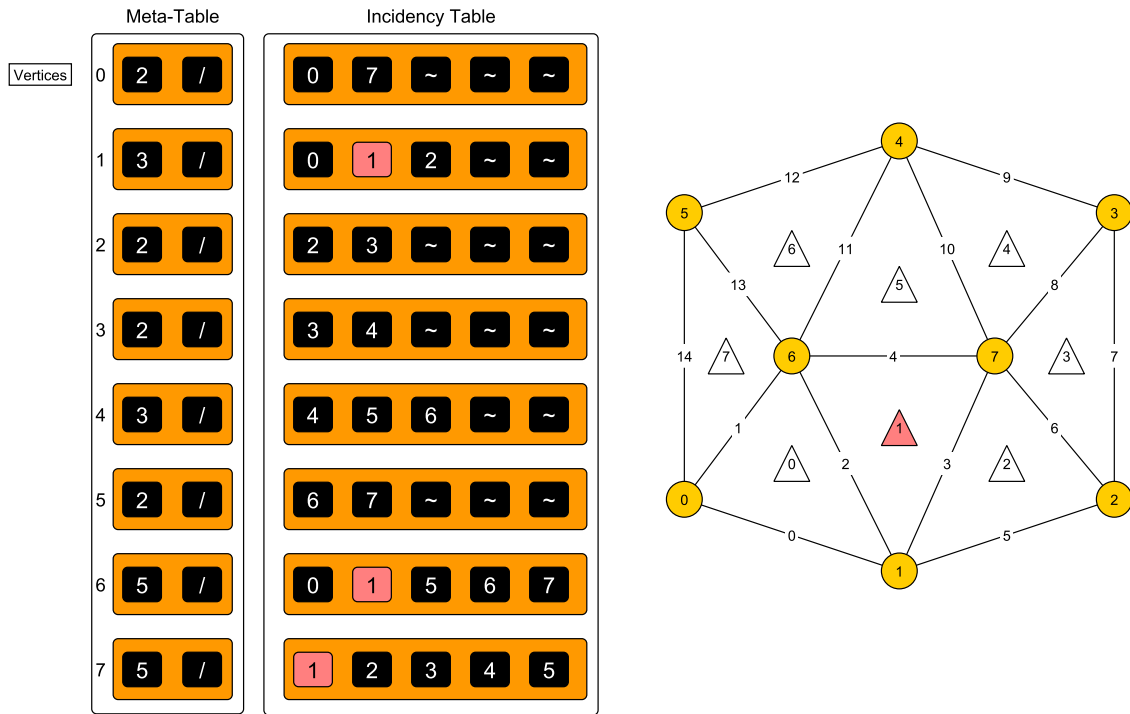 Meta-Table Incidency Table
Vertices
0 2 / 0 7 ~ ~ ~
1 3 / 0 1 2 ~ ~
2 2 / 2 3 ~ ~ ~
3 2 / 3 4 ~ ~ ~
4 3 / 4 5 6 ~ ~
5 2 / 6 7 ~ ~ ~
6 5 / 0 1 5 6 7
7 5 / 1 2 3 4 5
4
12 9
5 3
6 11 10 4
13 5 8
14 7 6 4 7 3 7
1 1 6
0 2 3 2
0 2
0 5
1